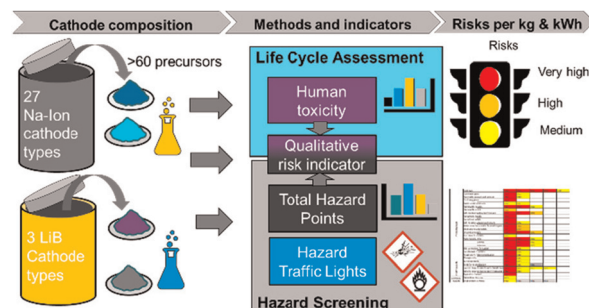 Cathode composition
Methods and indicators
Risks per kg & kWh
>60 precursors
27
Na-Ion
cathode
types
3 LiB
Cathode
types
Life Cycle Assessment
Human
toxicity
Qualitative
risk indicator
Total Hazard
Points
Hazard
Traffic Lights
Hazard Screening
Risks
Very high
High
Medium